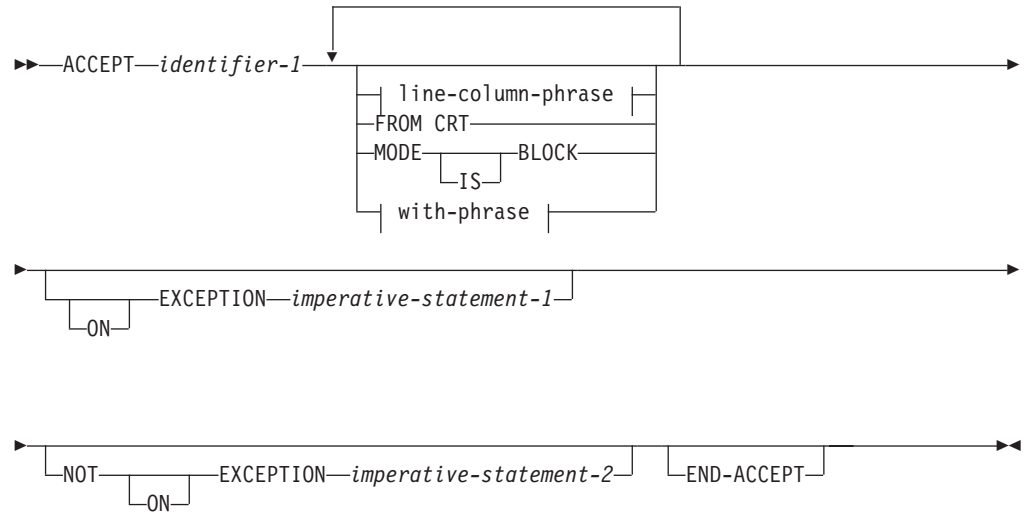 ACCEPT identifier-1
line-column-phrase
FROM CRT
MODE BLOCK
IS
with-phrase
EXCEPTION imperative-statement-1
ON
NOT EXCEPTION imperative-statement-2 END-ACCEPT
ON